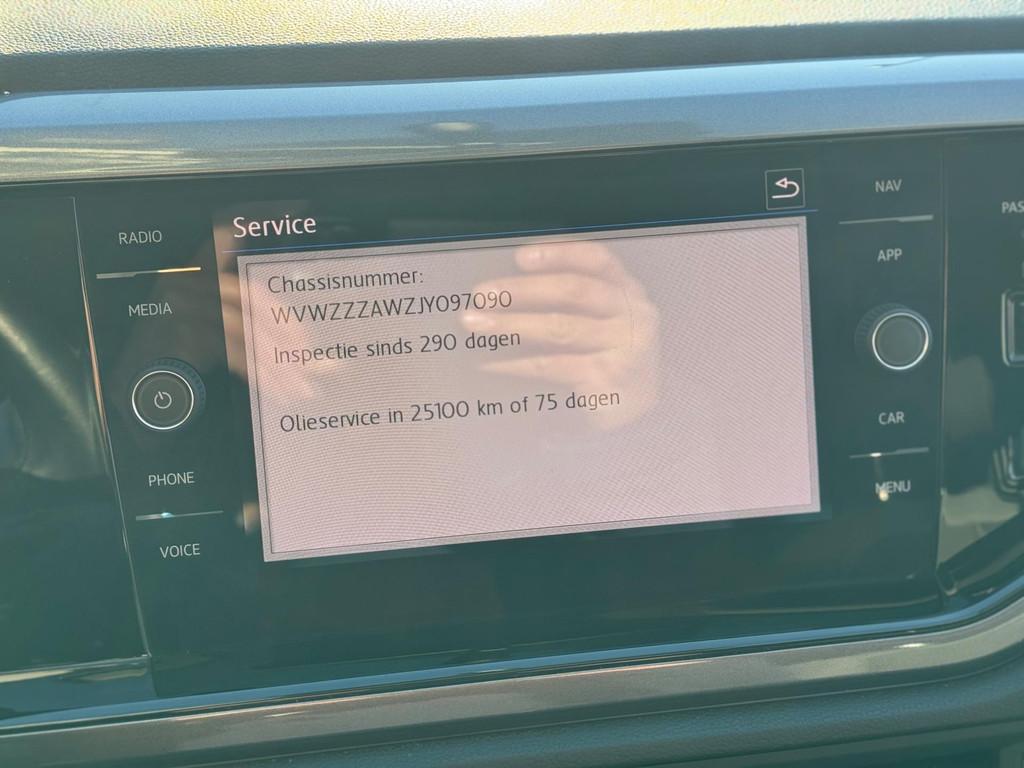 Service
Chassisnummer:
WVWZZZAWZJY097090
Inspectie sinds 290 dagen
Olieservice in 25100 km of 75 dagen
RADIO
MEDIA
PHONE
VOICE
NAV
APP
CAR
MENU
PAS